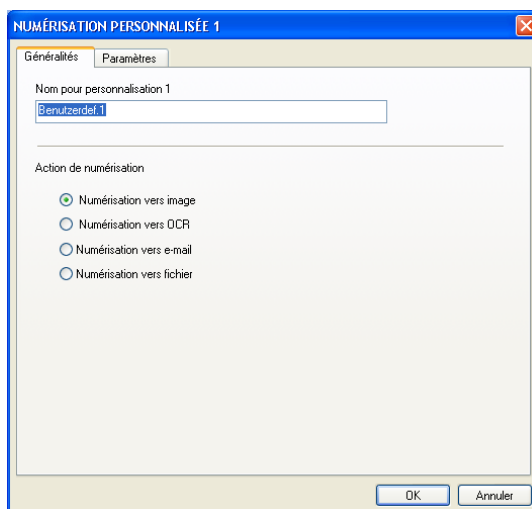 NUMÉRISATION PERSONNALISÉE 1
Généralités Paramètres
Nom pour personnalisation 1
Benutzerdef.1
Action de numérisation
Numérisation vers image
Numérisation vers OCR
Numérisation vers e-mail
Numérisation vers fichier
OK Annuler